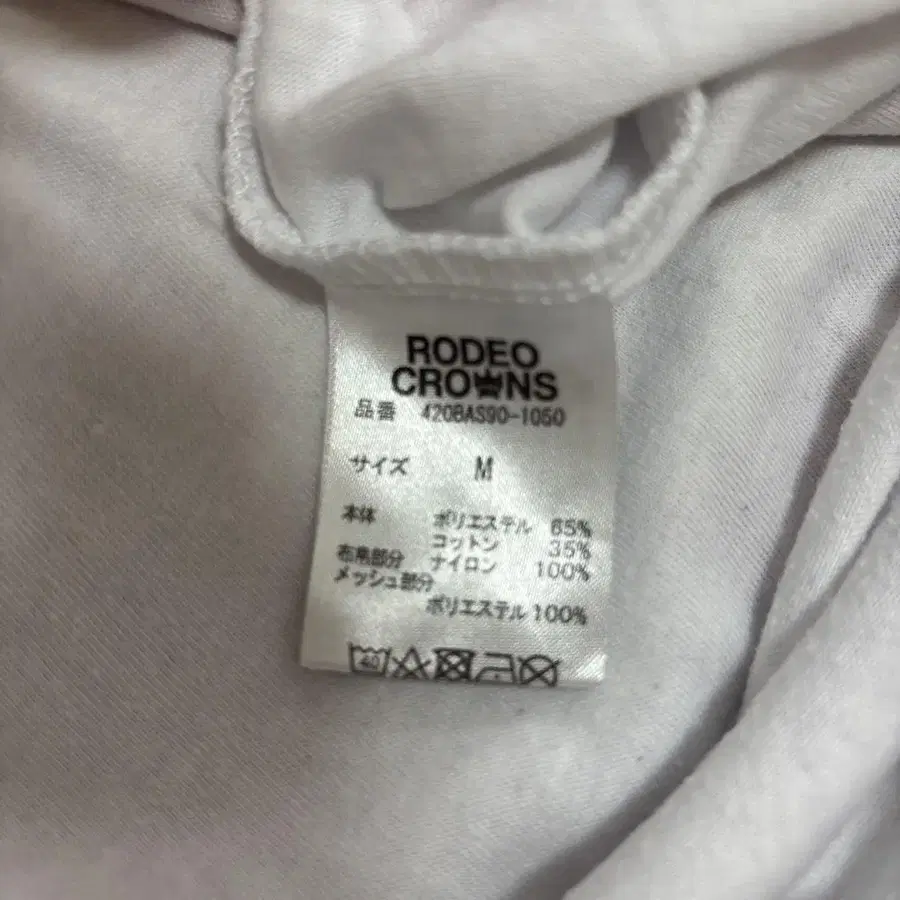 RODEO
CROWNS
品番 420BAS90-1050
サイズ M
本体 ポリエステル 65%
コットン 35%
布帛部分 ナイロン 100%
メッシュ部分
ポリエステル 100%
40